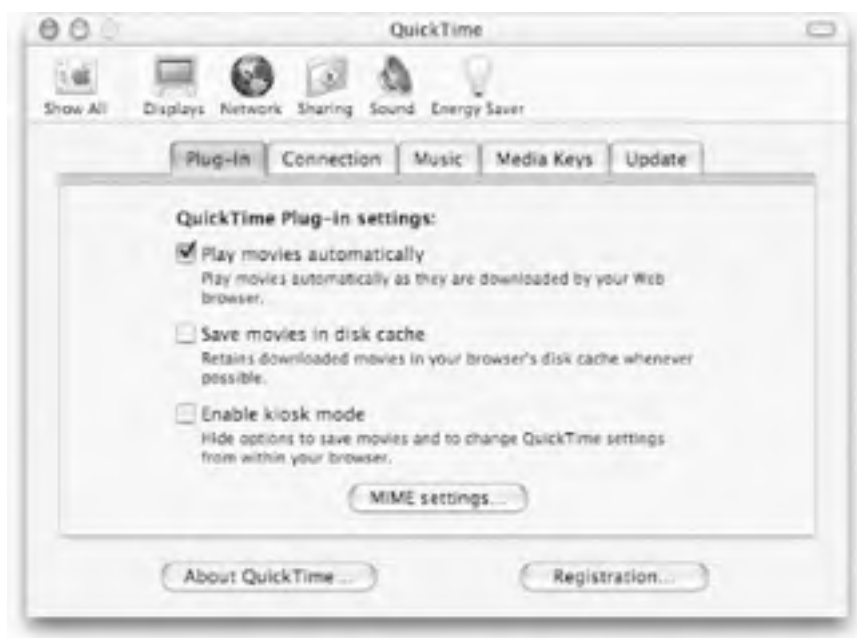 QuickTime
Show All Displays Network Sharing Sound Energy Saver
Plug-In Connection Music Media Keys Update
QuickTime Plug-in settings:
Play movies automatically
Play movies automatically as they are downloaded by your Web
browser.
Save movies in disk cache
Retains downloaded movies in your browser's disk cache whenever
possible.
Enable kiosk mode
Hide options to save movies and to change QuickTime settings
from within your browser.
MIME settings...
About QuickTime... Registration...